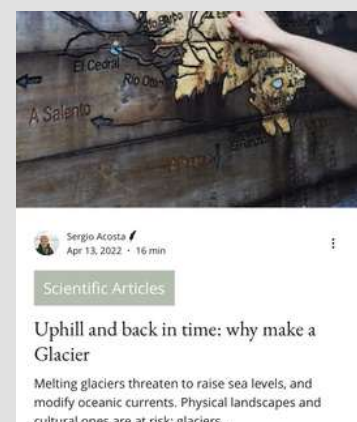 El Cedral
Rio Otún
A Salento
Sergio Acosta
Apr 13, 2022 · 16 min
Scientific Articles
Uphill and back in time: why make a
Glacier
Melting glaciers threaten to raise sea levels, and
modify oceanic currents. Physical landscapes and
cultural ones are at risk: glaciers...